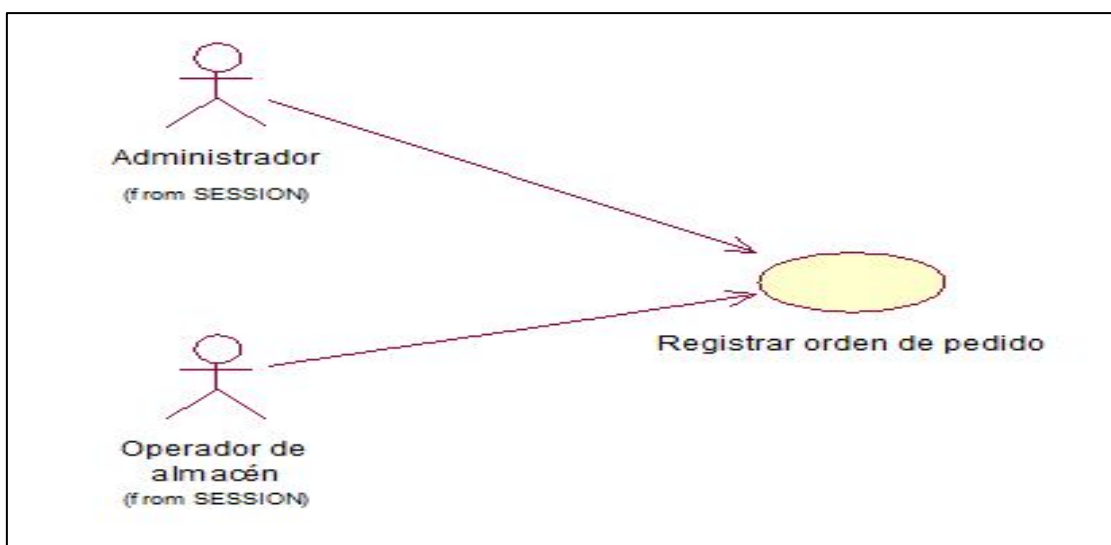 Administrador
(from SESSION)
Registrar orden de pedido
Operador de
almacén
(from SESSION)